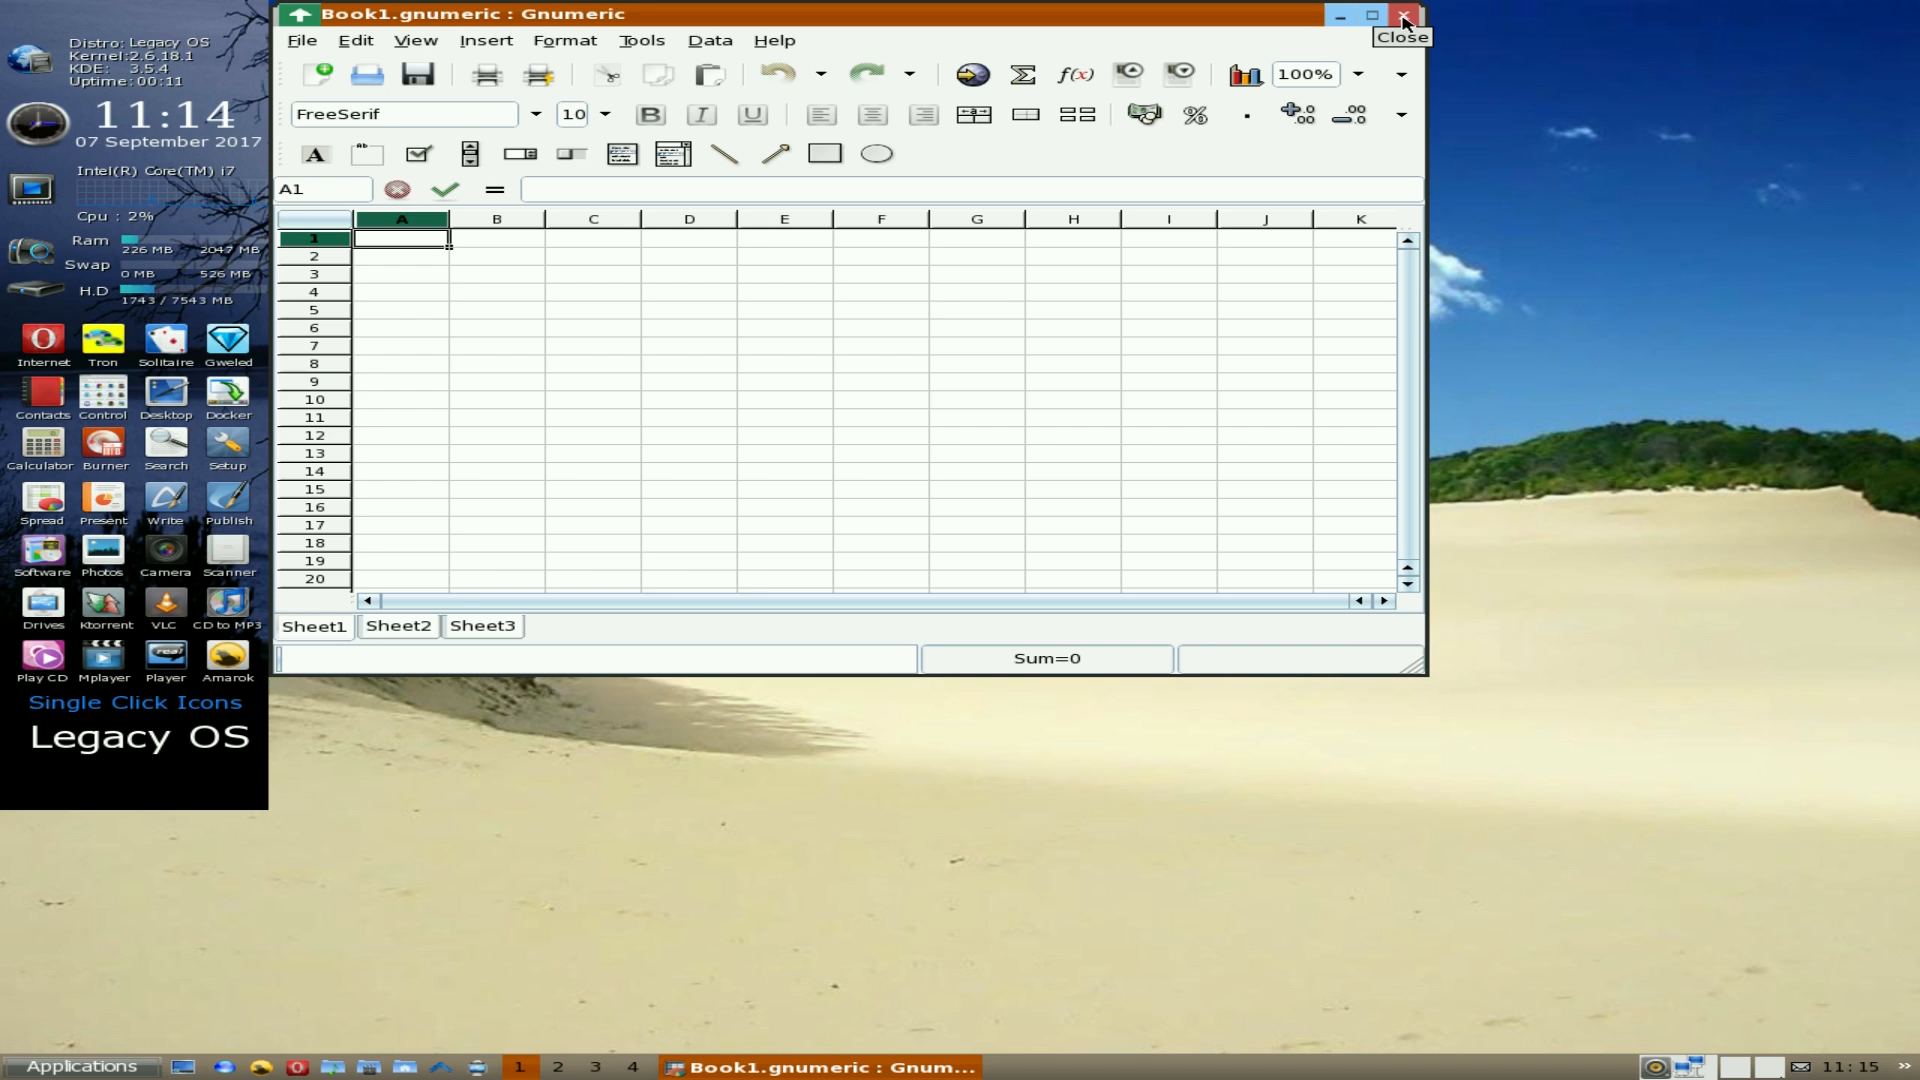 Book1.gnumeric : Gnumeric
Close
File Edit View Insert Format Tools Data Help
f(x) 100%
FreeSerif 10 B I U % +.0 .00 .00 -.0
A Ab
A1 =
A B C D E F G H I J K
1
2
3
4
5
6
7
8
9
10
11
12
13
14
15
16
17
18
19
20
Sheet1 Sheet2 Sheet3
Sum=0
Distro: Legacy OS
Kernel:2.6.18.1
KDE: 3.5.4
Uptime: 00:11
11:14
07 September 2017
Intel(R) Core(TM) i7
Cpu : 2%
Ram
226 MB 2047 MB
Swap
0 MB 526 MB
H.D
1743 / 7543 MB
Internet Tron Solitaire Gweled
Contacts Control Desktop Docker
Calculator Burner Search Setup
Spread Present Write Publish
Software Photos Camera Scanner
Drives Ktorrent VLC CD to MP3
real
Play CD Mplayer Player Amarok
Single Click Icons
Legacy OS
Applications 1 2 3 4 Book1.gnumeric : Gnum... 11:15 »